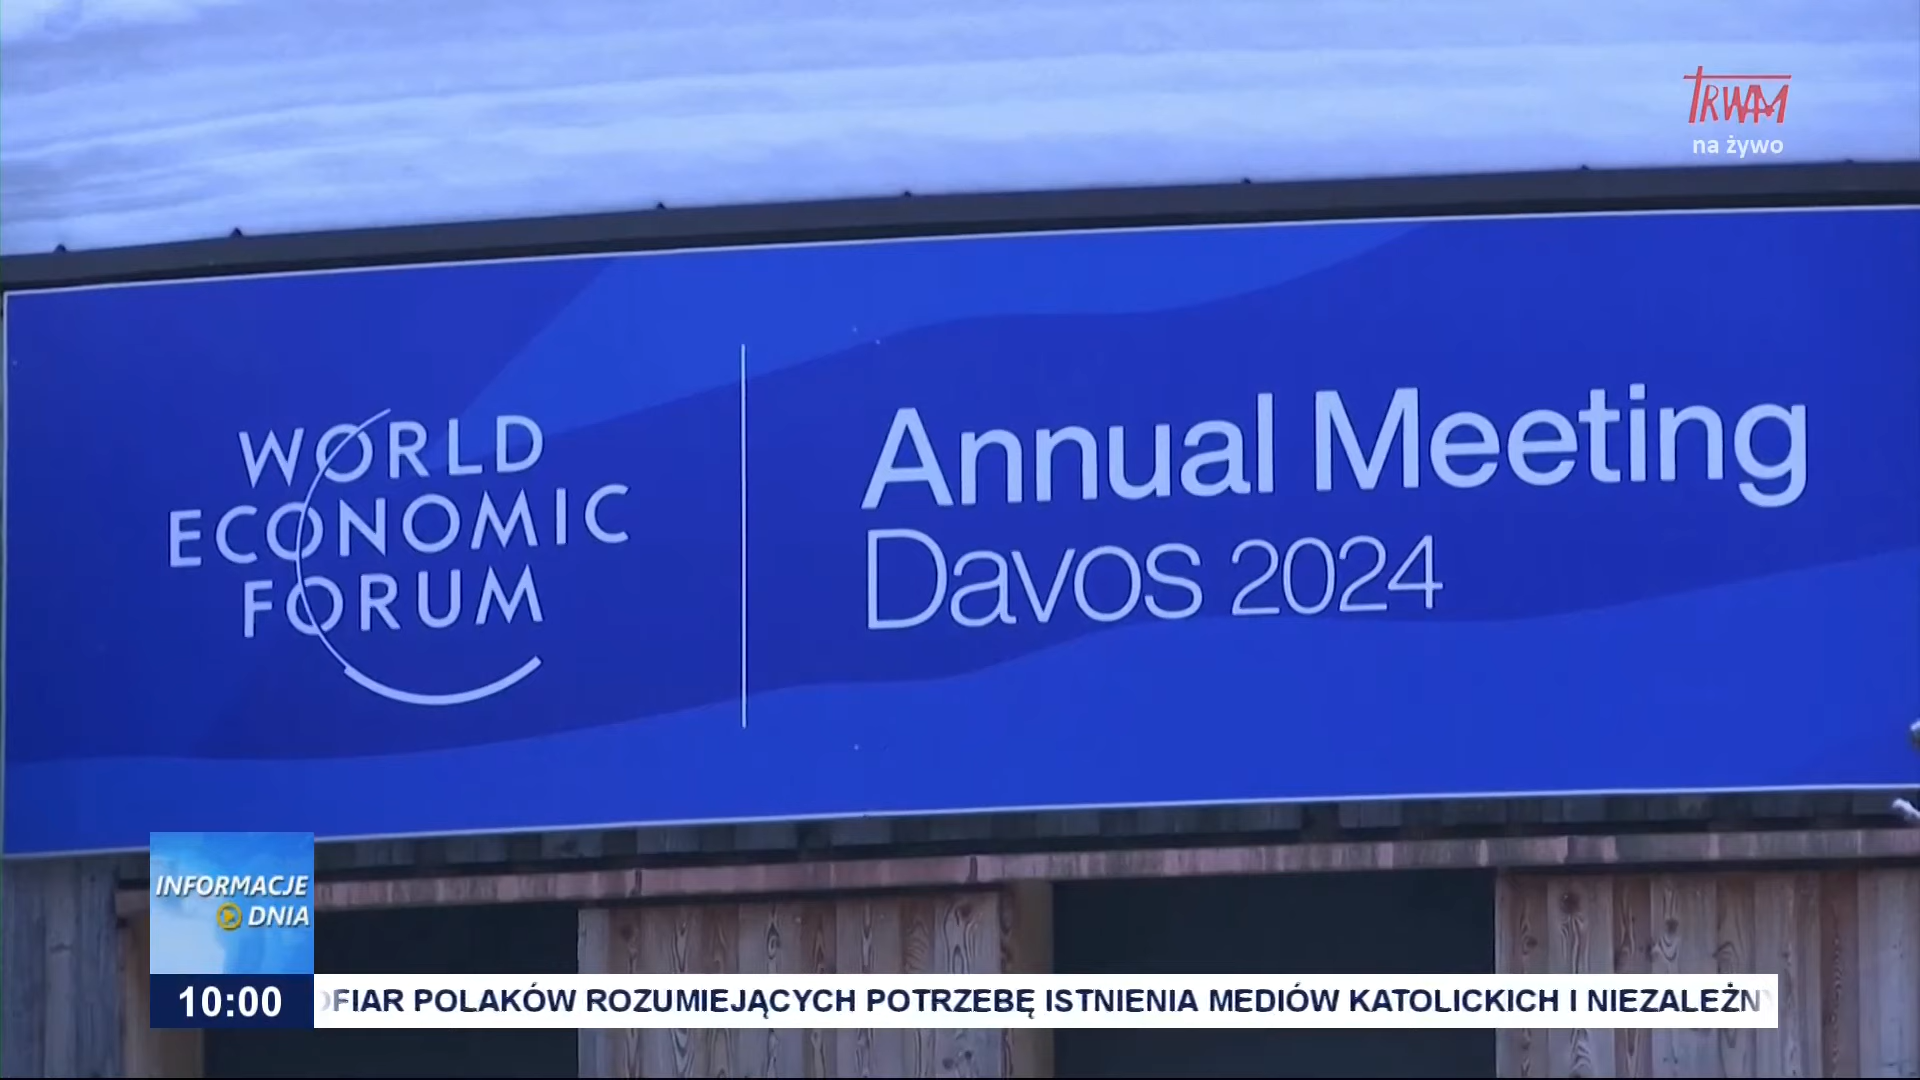 TRWAM
na żywo
WORLD
ECONOMIC
FORUM
Annual Meeting
Davos 2024
INFORMACJE
DNIA
10:00
OFIAR POLAKÓW ROZUMIEJĄCYCH POTRZEBĘ ISTNIENIA MEDIÓW KATOLICKICH I